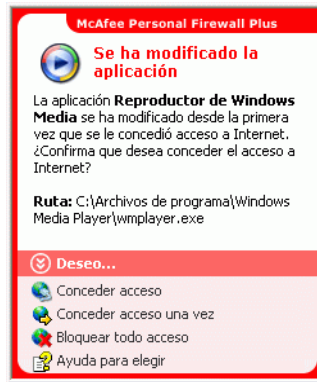 McAfee Personal Firewall Plus
Se ha modificado la
aplicación
La aplicación Reproductor de Windows
Media se ha modificado desde la primera
vez que se le concedió acceso a Internet.
¿Confirma que desea conceder el acceso a
Internet?
Ruta: C:\Archivos de programa\Windows
Media Player\wmplayer.exe
Deseo...
Conceder acceso
Conceder acceso una vez
Bloquear todo acceso
Ayuda para elegir